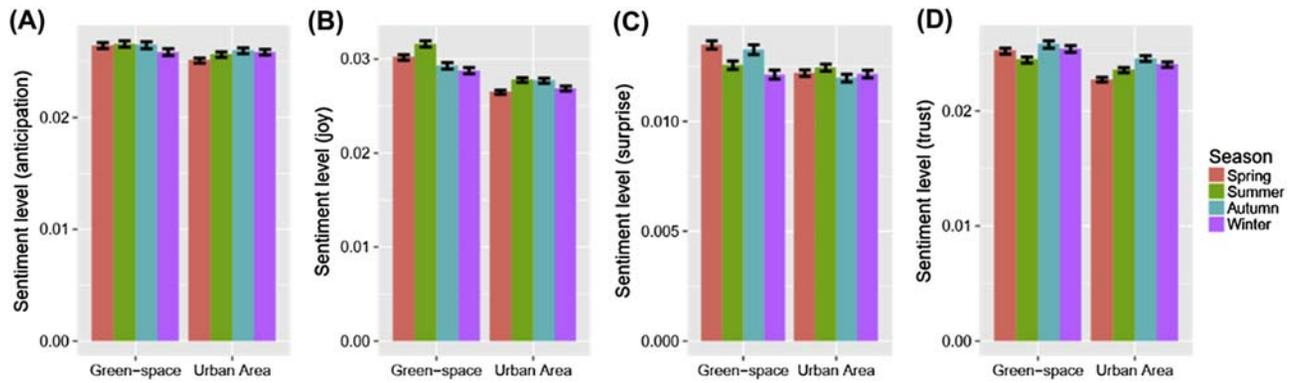 (A)
Sentiment level (anticipation)
0.02
0.01
0.00
Green-space Urban Area
(B)
Sentiment level (joy)
0.03
0.02
0.01
0.00
Green-space Urban Area
(C)
Sentiment level (surprise)
0.010
0.005
0.000
Green-space Urban Area
(D)
Sentiment level (trust)
0.02
0.01
0.00
Green-space Urban Area
Season
Spring
Summer
Autumn
Winter